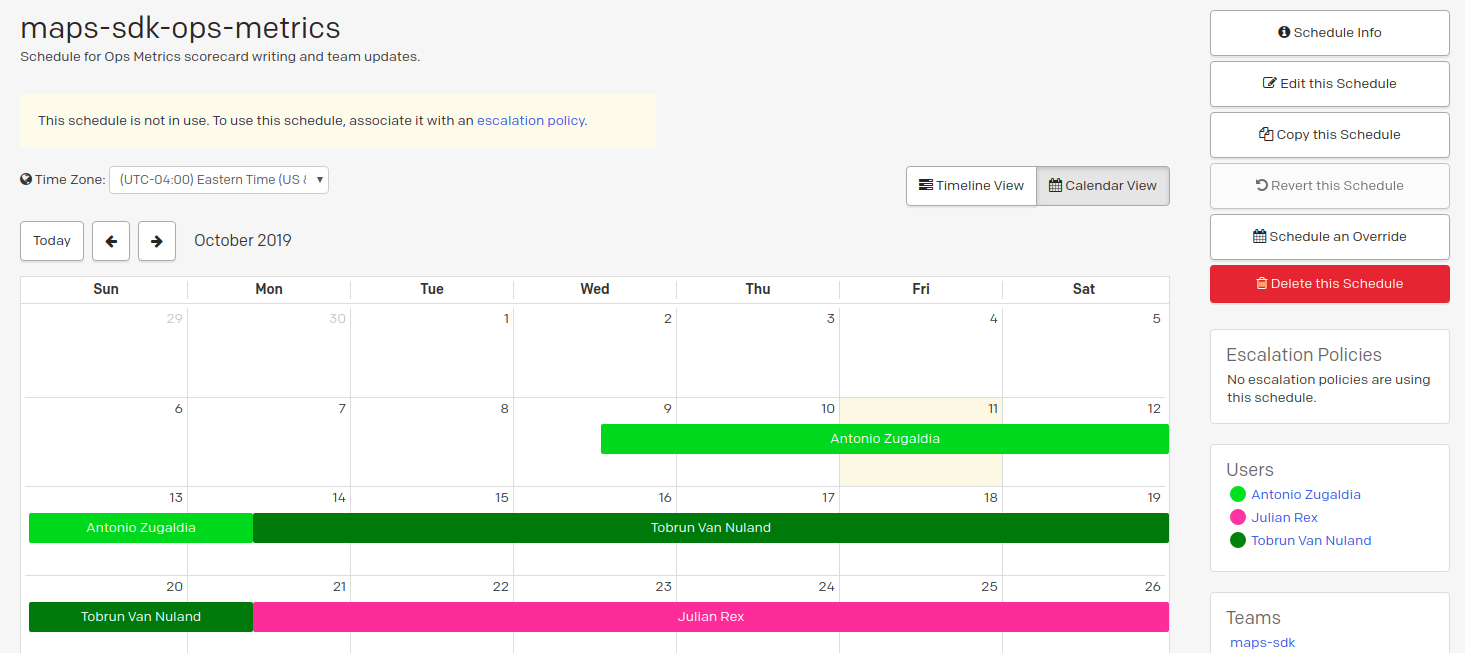 maps-sdk-ops-metrics
Schedule for Ops Metrics scorecard writing and team updates.
This schedule is not in use. To use this schedule, associate it with an escalation policy.
Time Zone: (UTC-04:00) Eastern Time (US &
Timeline View Calendar View
Today October 2019
Sun Mon Tue Wed Thu Fri Sat
29 30 1 2 3 4 5
6 7 8 9 10 11 12
Antonio Zugaldia
13 14 15 16 17 18 19
Antonio Zugaldia Tobrun Van Nuland
20 21 22 23 24 25 26
Tobrun Van Nuland Julian Rex
Schedule Info
Edit this Schedule
Copy this Schedule
Revert this Schedule
Schedule an Override
Delete this Schedule
Escalation Policies
No escalation policies are using
this schedule.
Users
Antonio Zugaldia
Julian Rex
Tobrun Van Nuland
Teams
maps-sdk